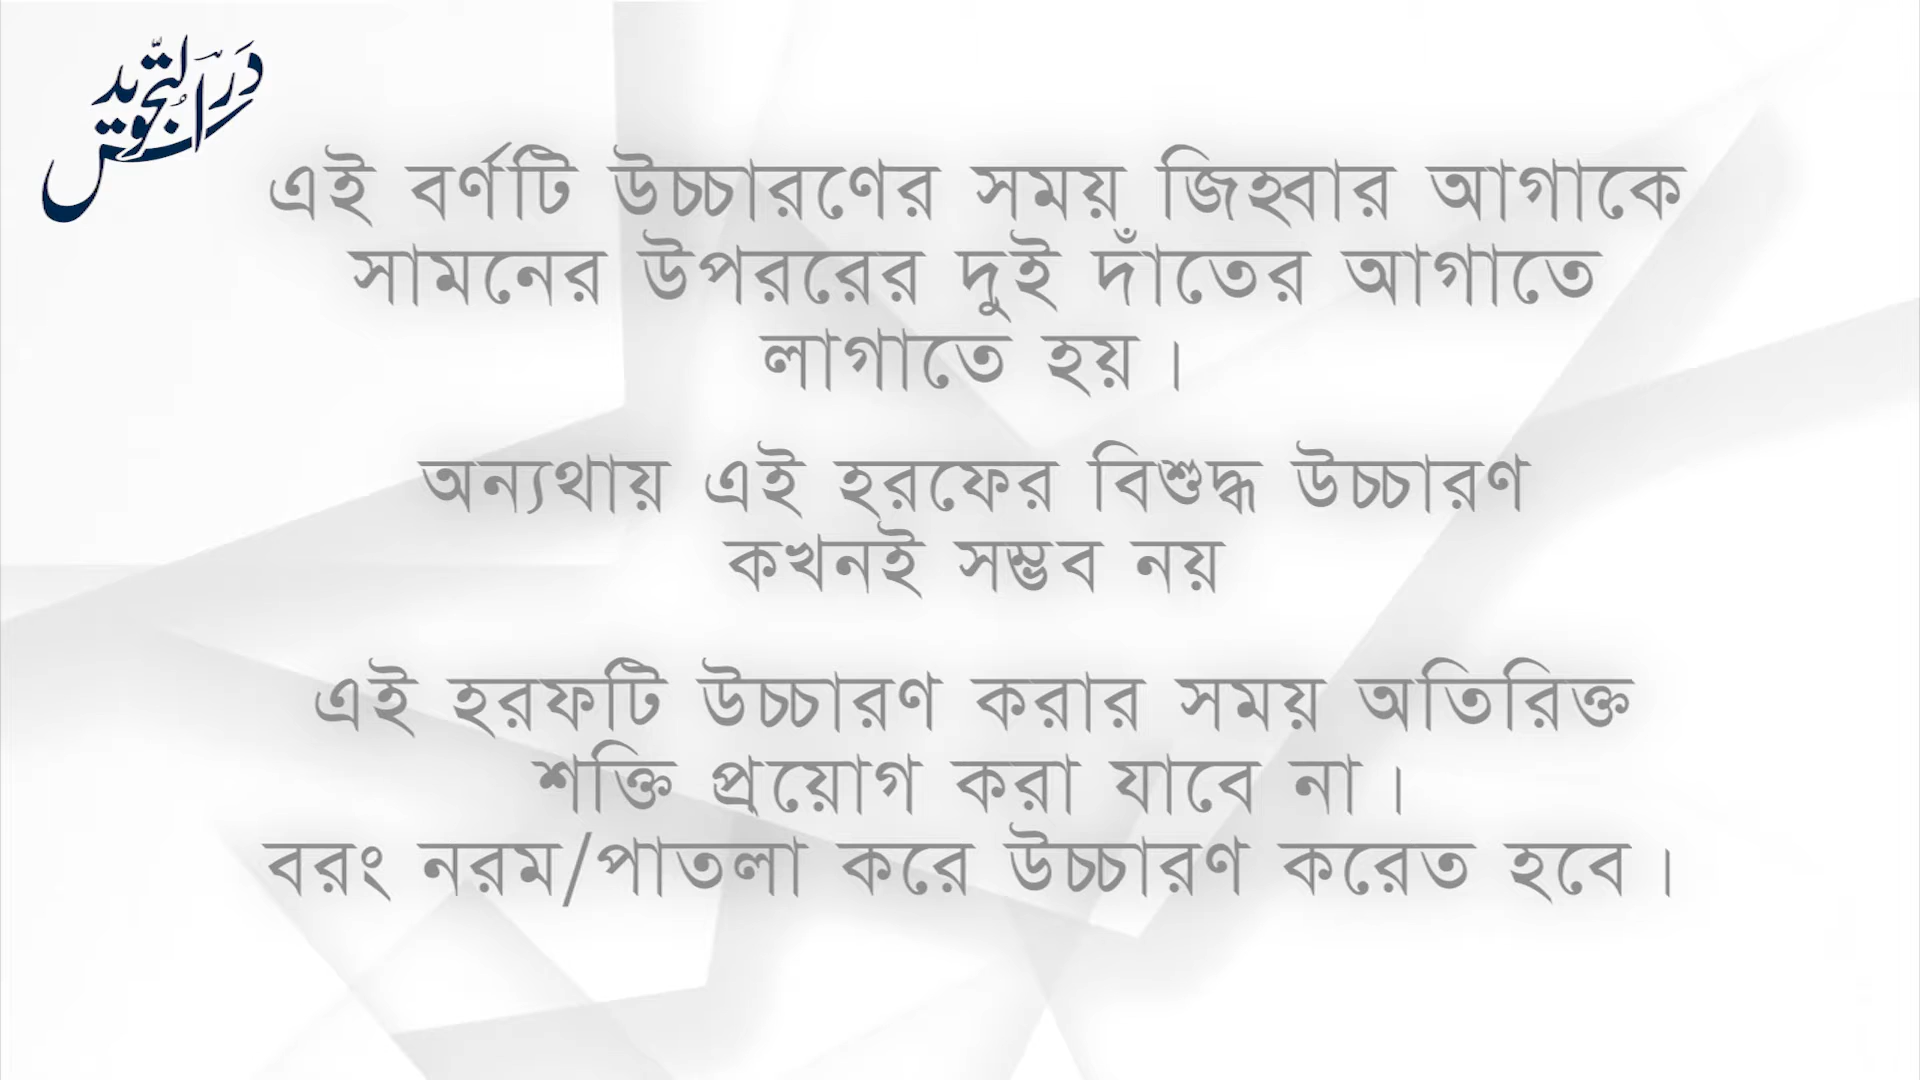 دراسة التجويد
এই বর্ণটি উচ্চারণের সময় জিহবার আগাকে
সামনের উপররের দুই দাঁতের আগাতে
লাগাতে হয়।
অন্যথায় এই হরফের বিশুদ্ধ উচ্চারণ
কখনই সম্ভব নয়
এই হরফটি উচ্চারণ করার সময় অতিরিক্ত
শক্তি প্রয়োগ করা যাবে না।
বরং নরম/পাতলা করে উচ্চারণ করেত হবে।